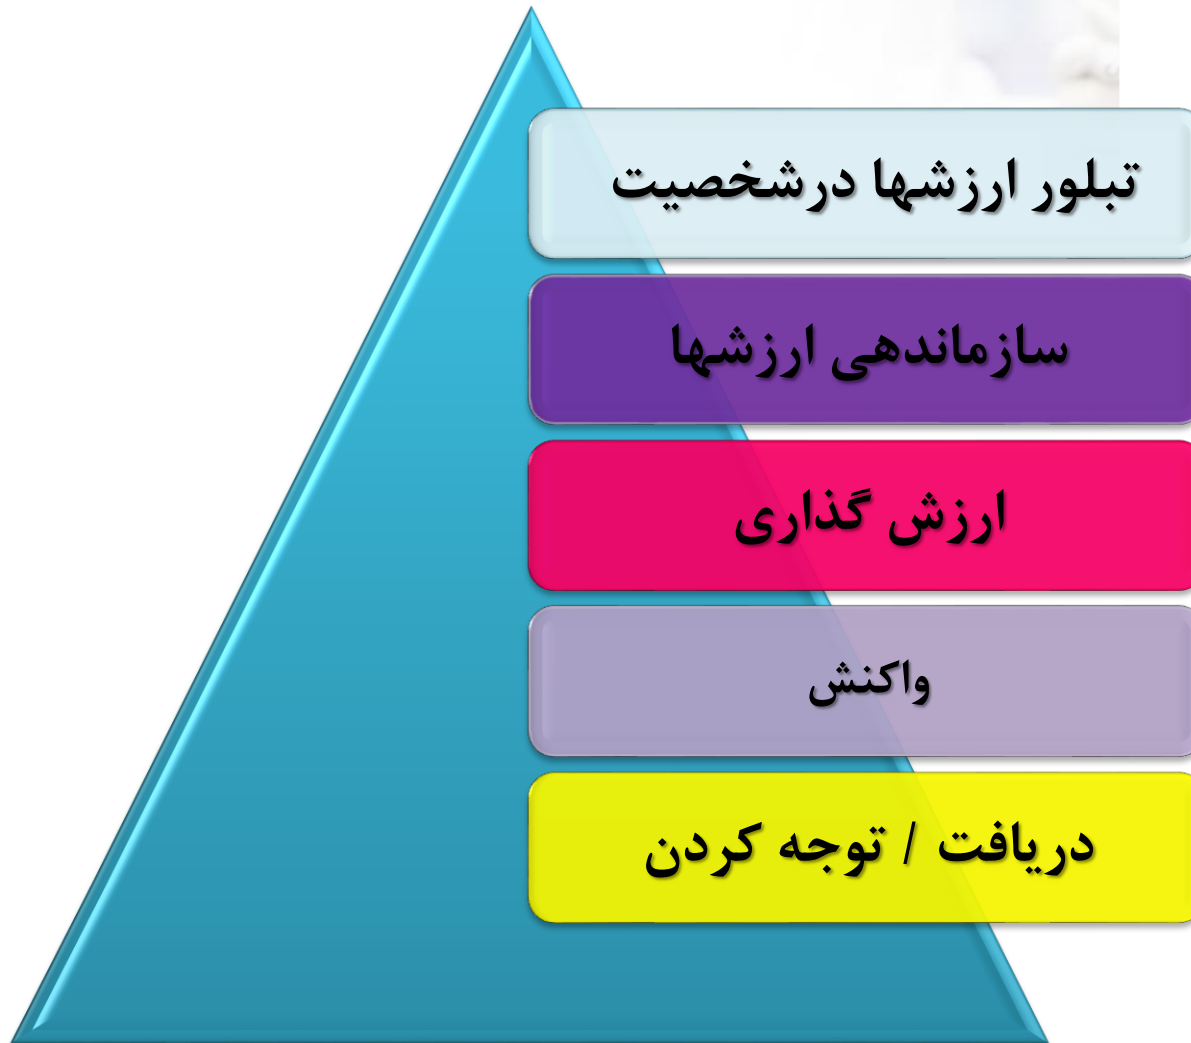 تبلور ارزشها درشخصیت
سازماندهی ارزشها
ارزش گذاری
واکنش
دریافت / توجه کردن